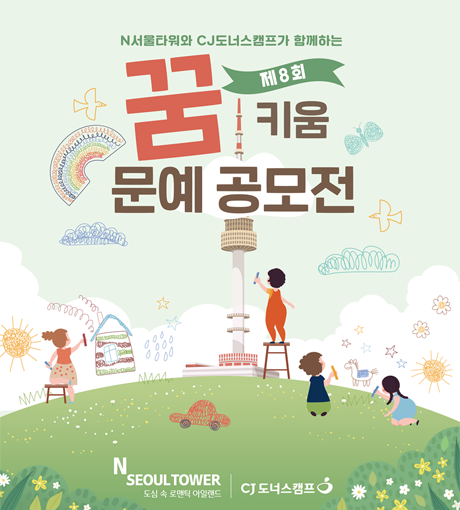 N서울타워와 CJ도너스캠프가 함께하는
제8회
꿈 키움
문예 공모전
N
SEOULTOWER
도심 속 로맨틱 아일랜드
CJ 도너스캠프